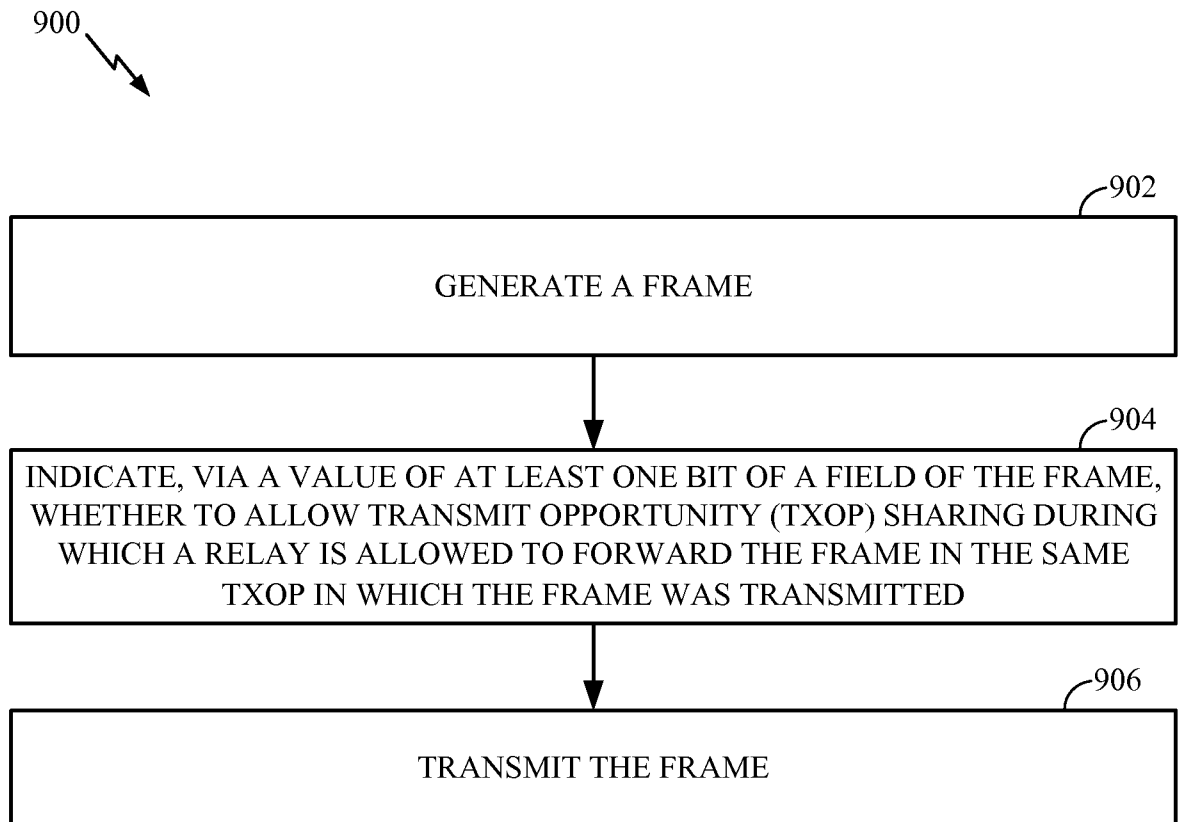 900
902
GENERATE A FRAME
904
INDICATE, VIA A VALUE OF AT LEAST ONE BIT OF A FIELD OF THE FRAME,
WHETHER TO ALLOW TRANSMIT OPPORTUNITY (TXOP) SHARING DURING
WHICH A RELAY IS ALLOWED TO FORWARD THE FRAME IN THE SAME
TXOP IN WHICH THE FRAME WAS TRANSMITTED
906
TRANSMIT THE FRAME